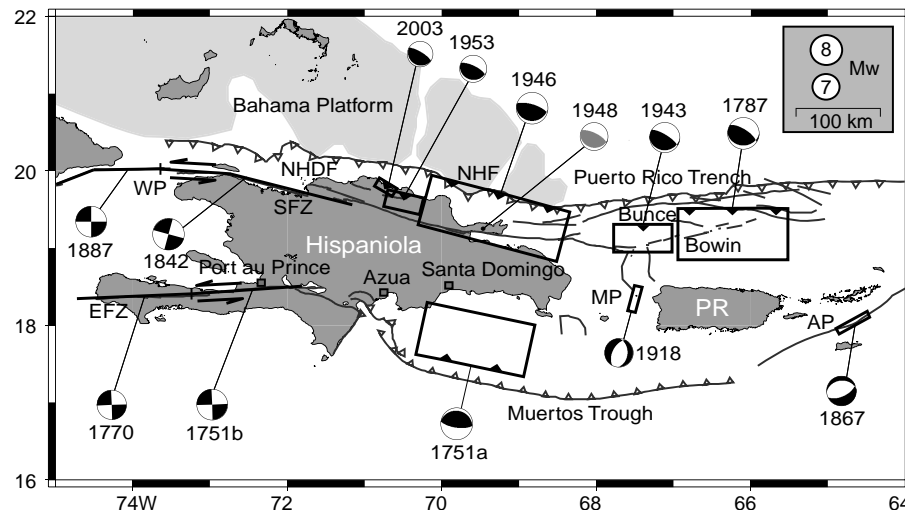 22
20
18
16
74W
72
70
68
66
64
2003
1953
1946
1948
1943
1787
8
7
Mw
100 km
Bahama Platform
NHDF
NHF
Puerto Rico Trench
WP
SFZ
Bunce
Bowin
1887
1842
Hispaniola
Port au Prince
Azua
Santa Domingo
EFZ
MP
PR
AP
1918
1867
1770
1751b
1751a
Muertos Trough